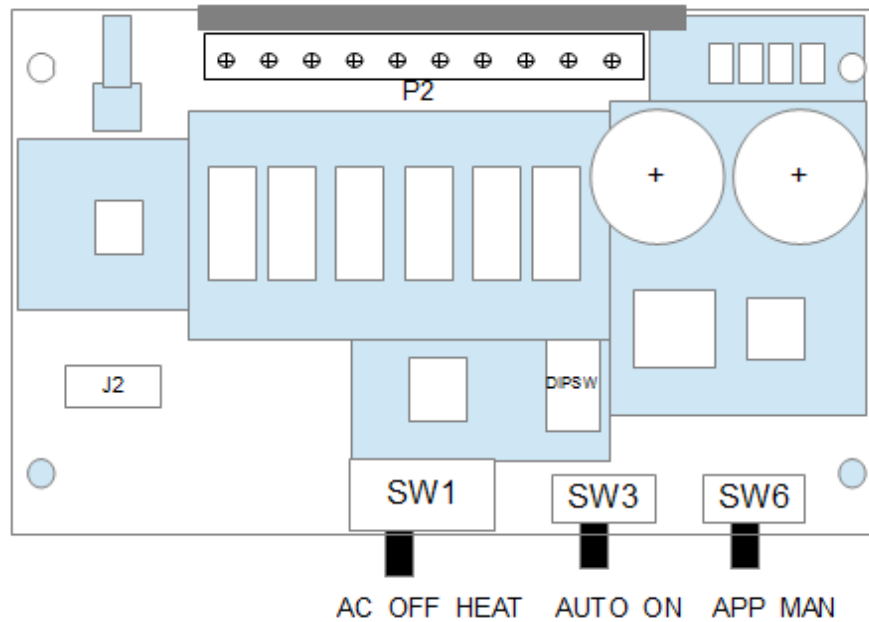 P2
J2
DIPSW
SW1 SW3 SW6
AC OFF HEAT AUTO ON APP MAN